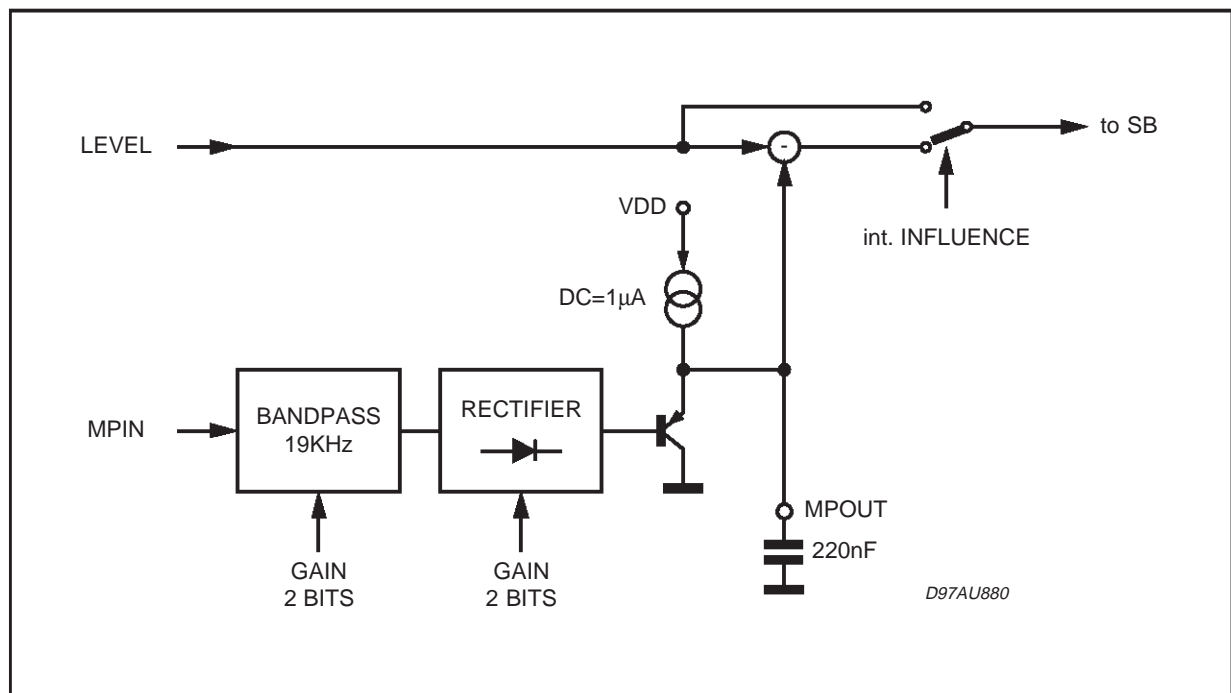 LEVEL
to SB
-
VDD
int. INFLUENCE
DC=1µA
MPIN
BANDPASS
19KHz
RECTIFIER
MPOUT
220nF
GAIN
2 BITS
GAIN
2 BITS
D97AU880